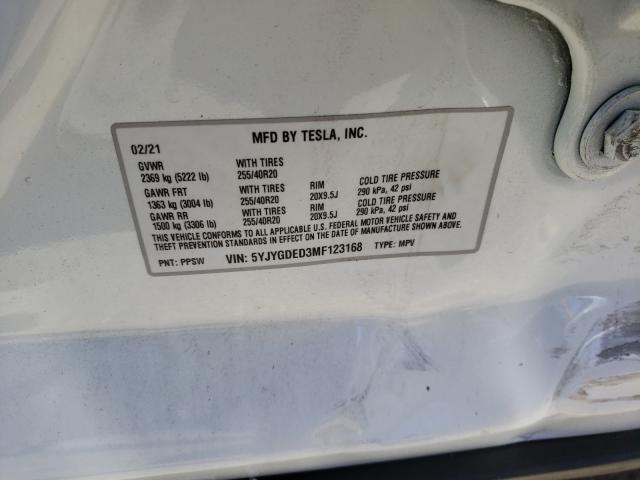 MFD BY TESLA, INC.
02/21
GVWR WITH TIRES
2369 kg (5222 lb) 255/40R20 RIM COLD TIRE PRESSURE
GAWR FRT WITH TIRES 20X9.5J 290 kPa, 42 psi
1363 kg (3004 lb) 255/40R20 RIM COLD TIRE PRESSURE
GAWR RR WITH TIRES 20X9.5J 290 kPa, 42 psi
1500 kg (3306 lb) 255/40R20
THIS VEHICLE CONFORMS TO ALL APPLICABLE U.S. FEDERAL MOTOR VEHICLE SAFETY AND
THEFT PREVENTION STANDARDS IN EFFECT ON THE DATE OF MANUFACTURE SHOWN ABOVE.
PNT: PPSW VIN: 5YJYGDED3MF123168 TYPE: MPV